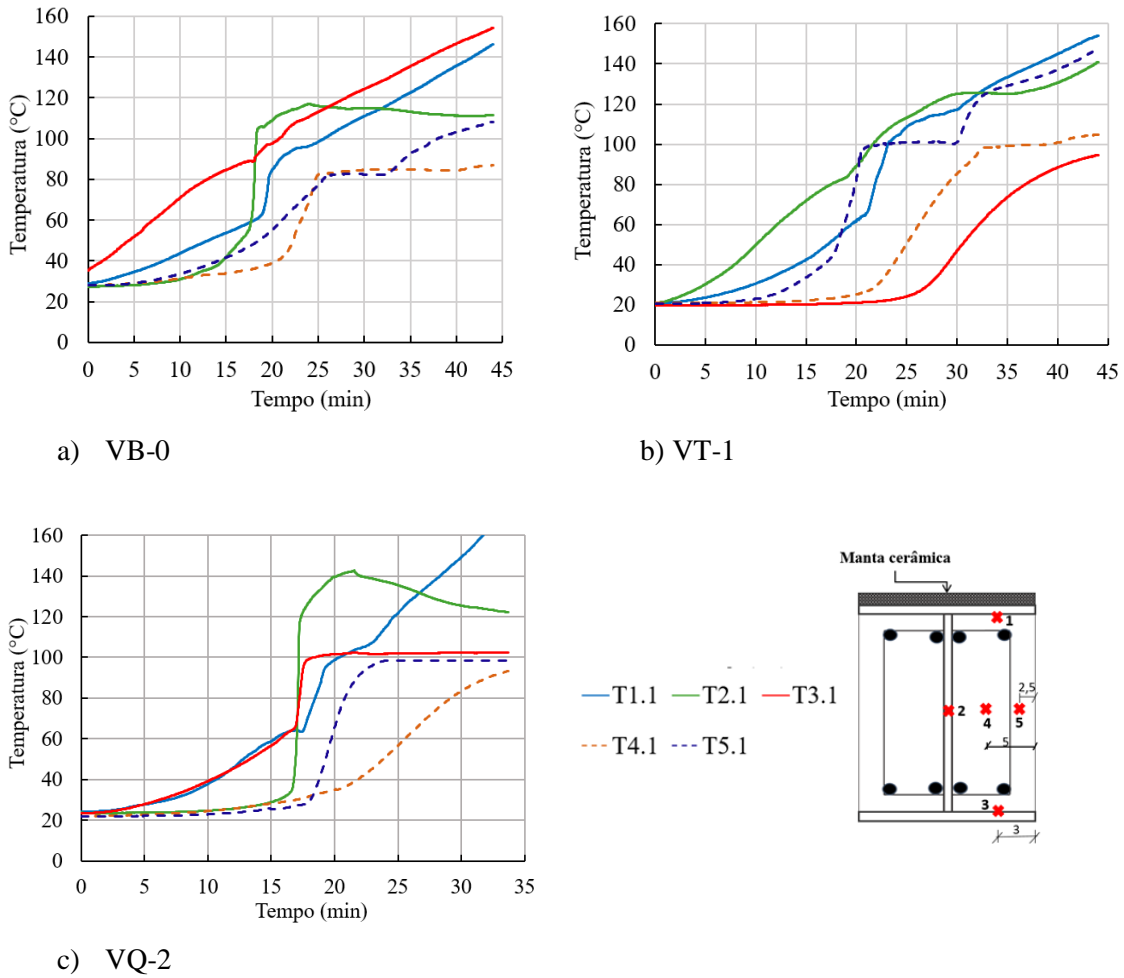 160
140
120
100
80
60
40
20
0
Temperatura (°C)
0 5 10 15 20 25 30 35 40 45
Tempo (min)
a) VB-0
160
140
120
100
80
60
40
20
0
Temperatura (°C)
0 5 10 15 20 25 30 35 40 45
Tempo (min)
b) VT-1
160
140
120
100
80
60
40
20
0
Temperatura (°C)
0 5 10 15 20 25 30 35
Tempo (min)
c) VQ-2
T1.1 T2.1 T3.1
T4.1 T5.1
Manta cerâmica
1
2,5
2 4 5
5
3
3